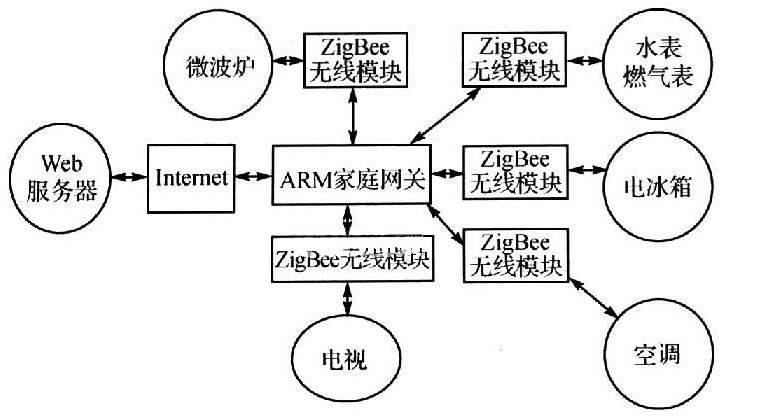 微波炉
ZigBee
无线模块
ZigBee
无线模块
水表
燃气表
Web
服务器
Internet
ARM家庭网关
ZigBee
无线模块
电冰箱
ZigBee无线模块
ZigBee
无线模块
电视
空调